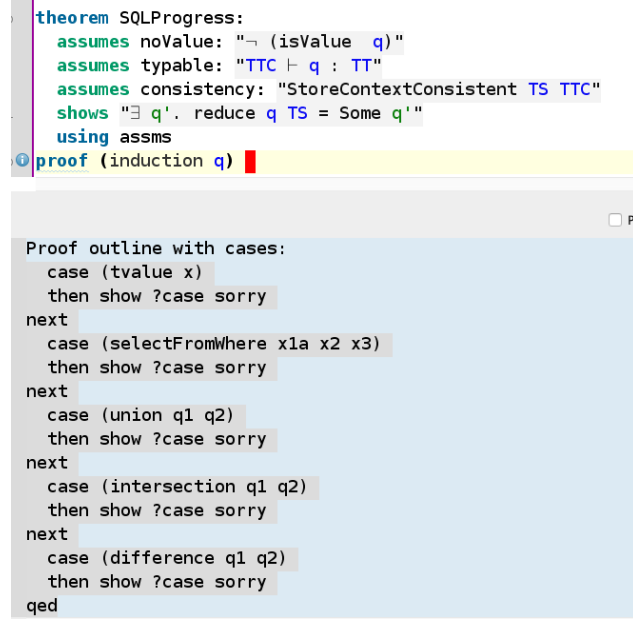 theorem SQLProgress:
assumes noValue: "¬ (isValue q)"
assumes typable: "TTC ⊢ q : TT"
assumes consistency: "StoreContextConsistent TS TTC"
shows "∃ q'. reduce q TS = Some q'"
using assms
proof (induction q)
P
Proof outline with cases:
case (tvalue x)
then show ?case sorry
next
case (selectFromWhere x1a x2 x3)
then show ?case sorry
next
case (union q1 q2)
then show ?case sorry
next
case (intersection q1 q2)
then show ?case sorry
next
case (difference q1 q2)
then show ?case sorry
qed